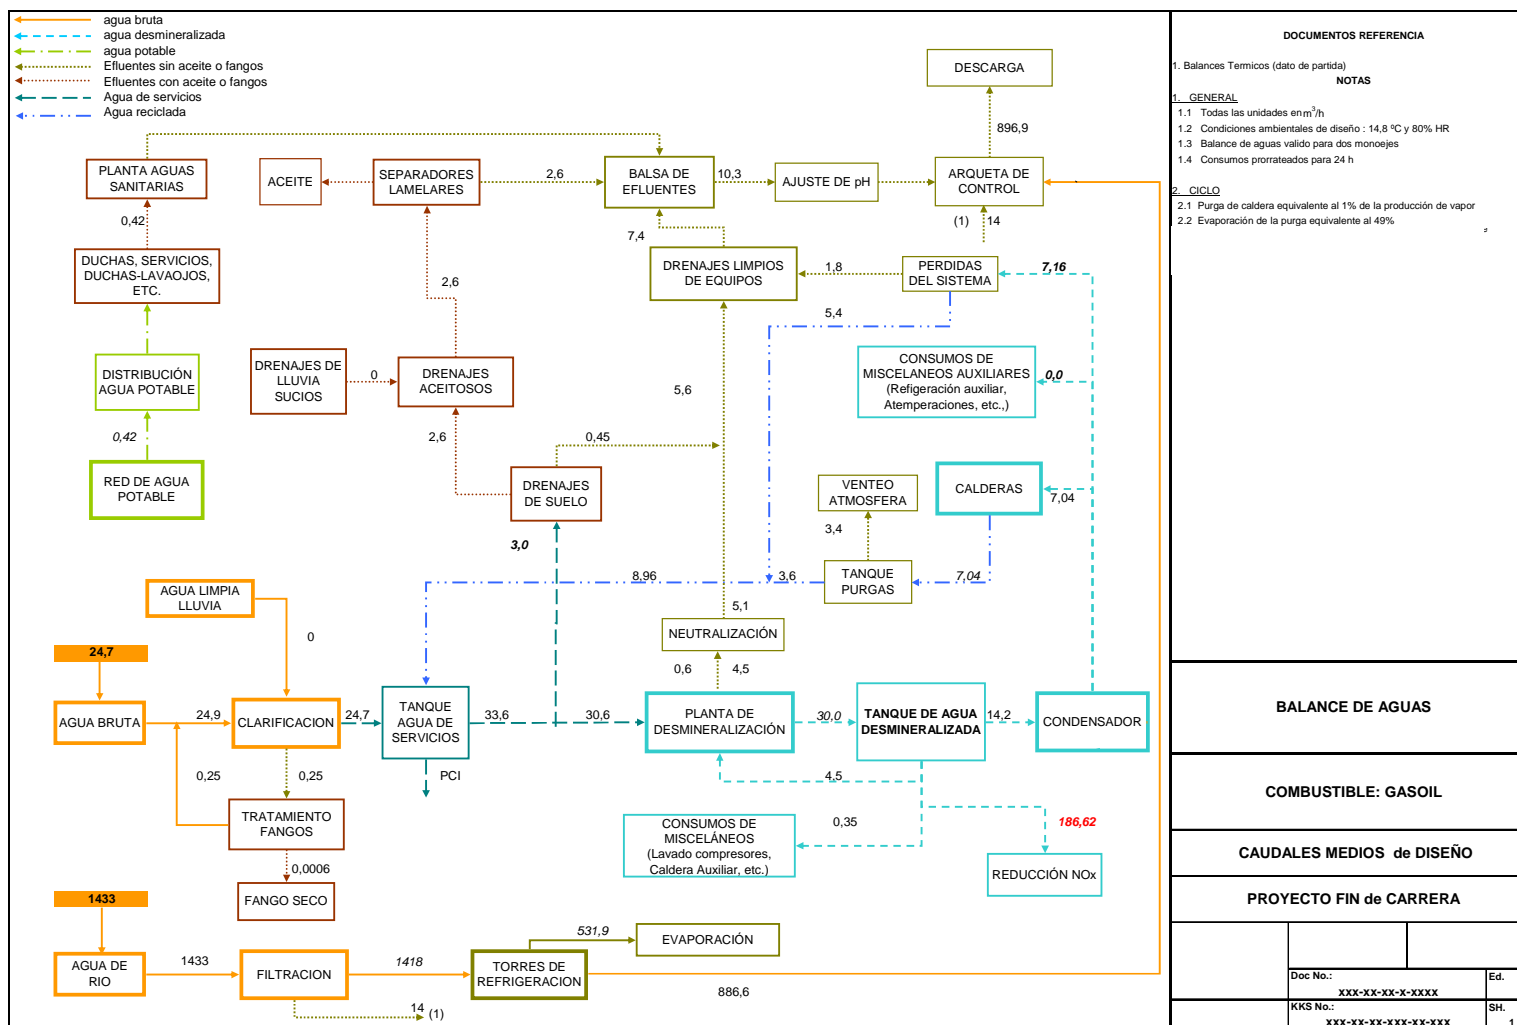 agua bruta
agua desmineralizada
agua potable
Efluentes sin aceite o fangos
Efluentes con aceite o fangos
Agua de servicios
Agua reciclada
DESCARGA
896,9
PLANTA AGUAS
SANITARIAS
ACEITE
SEPARADORES
LAMELARES
2,6
BALSA DE
EFLUENTES
10,3
AJUSTE DE pH
ARQUETA DE
CONTROL
0,42
(1)
14
7,4
DUCHAS, SERVICIOS,
DUCHAS-LAVAOJOS,
ETC.
2,6
DRENAJES LIMPIOS
DE EQUIPOS
1,8
PERDIDAS
DEL SISTEMA
7,16
5,4
DISTRIBUCIÓN
AGUA POTABLE
DRENAJES DE
LLUVIA
SUCIOS
0
DRENAJES
ACEITOSOS
CONSUMOS DE
MISCELANEOS AUXILIARES
(Refigeración auxiliar,
Atemperaciones, etc.,)
0,0
5,6
0,42
2,6
0,45
RED DE AGUA
POTABLE
DRENAJES
DE SUELO
VENTEO
ATMOSFERA
CALDERAS
7,04
3,4
3,0
8,96
3,6
TANQUE
PURGAS
7,04
AGUA LIMPIA
LLUVIA
0
5,1
NEUTRALIZACIÓN
0,6
4,5
24,7
AGUA BRUTA
24,9
CLARIFICACION
24,7
TANQUE
AGUA DE
SERVICIOS
33,6
30,6
PLANTA DE
DESMINERALIZACIÓN
30,0
TANQUE DE AGUA
DESMINERALIZADA
14,2
CONDENSADOR
0,25
0,25
PCI
4,5
TRATAMIENTO
FANGOS
CONSUMOS DE
MISCELÁNEOS
(Lavado compresores,
Caldera Auxiliar, etc.)
0,35
186,62
REDUCCIÓN NOx
0,0006
FANGO SECO
1433
AGUA DE
RIO
1433
FILTRACION
1418
TORRES DE
REFRIGERACION
531,9
EVAPORACIÓN
886,6
14
(1)
DOCUMENTOS REFERENCIA
1. Balances Termicos (dato de partida)
NOTAS
1. GENERAL
1.1 Todas las unidades en m³/h
1.2 Condiciones ambientales de diseño : 14,8 ºC y 80% HR
1.3 Balance de aguas valido para dos monoejes
1.4 Consumos prorrateados para 24 h
2. CICLO
2.1 Purga de caldera equivalente al 1% de la producción de vapor
2.2 Evaporación de la purga equivalente al 49%
BALANCE DE AGUAS
COMBUSTIBLE: GASOIL
CAUDALES MEDIOS de DISEÑO
PROYECTO FIN de CARRERA
Doc No.:
xxx-xx-xx-x-xxxx
Ed.
KKS No.:
xxx-xx-xx-xxx-xx-xxx
SH.
1